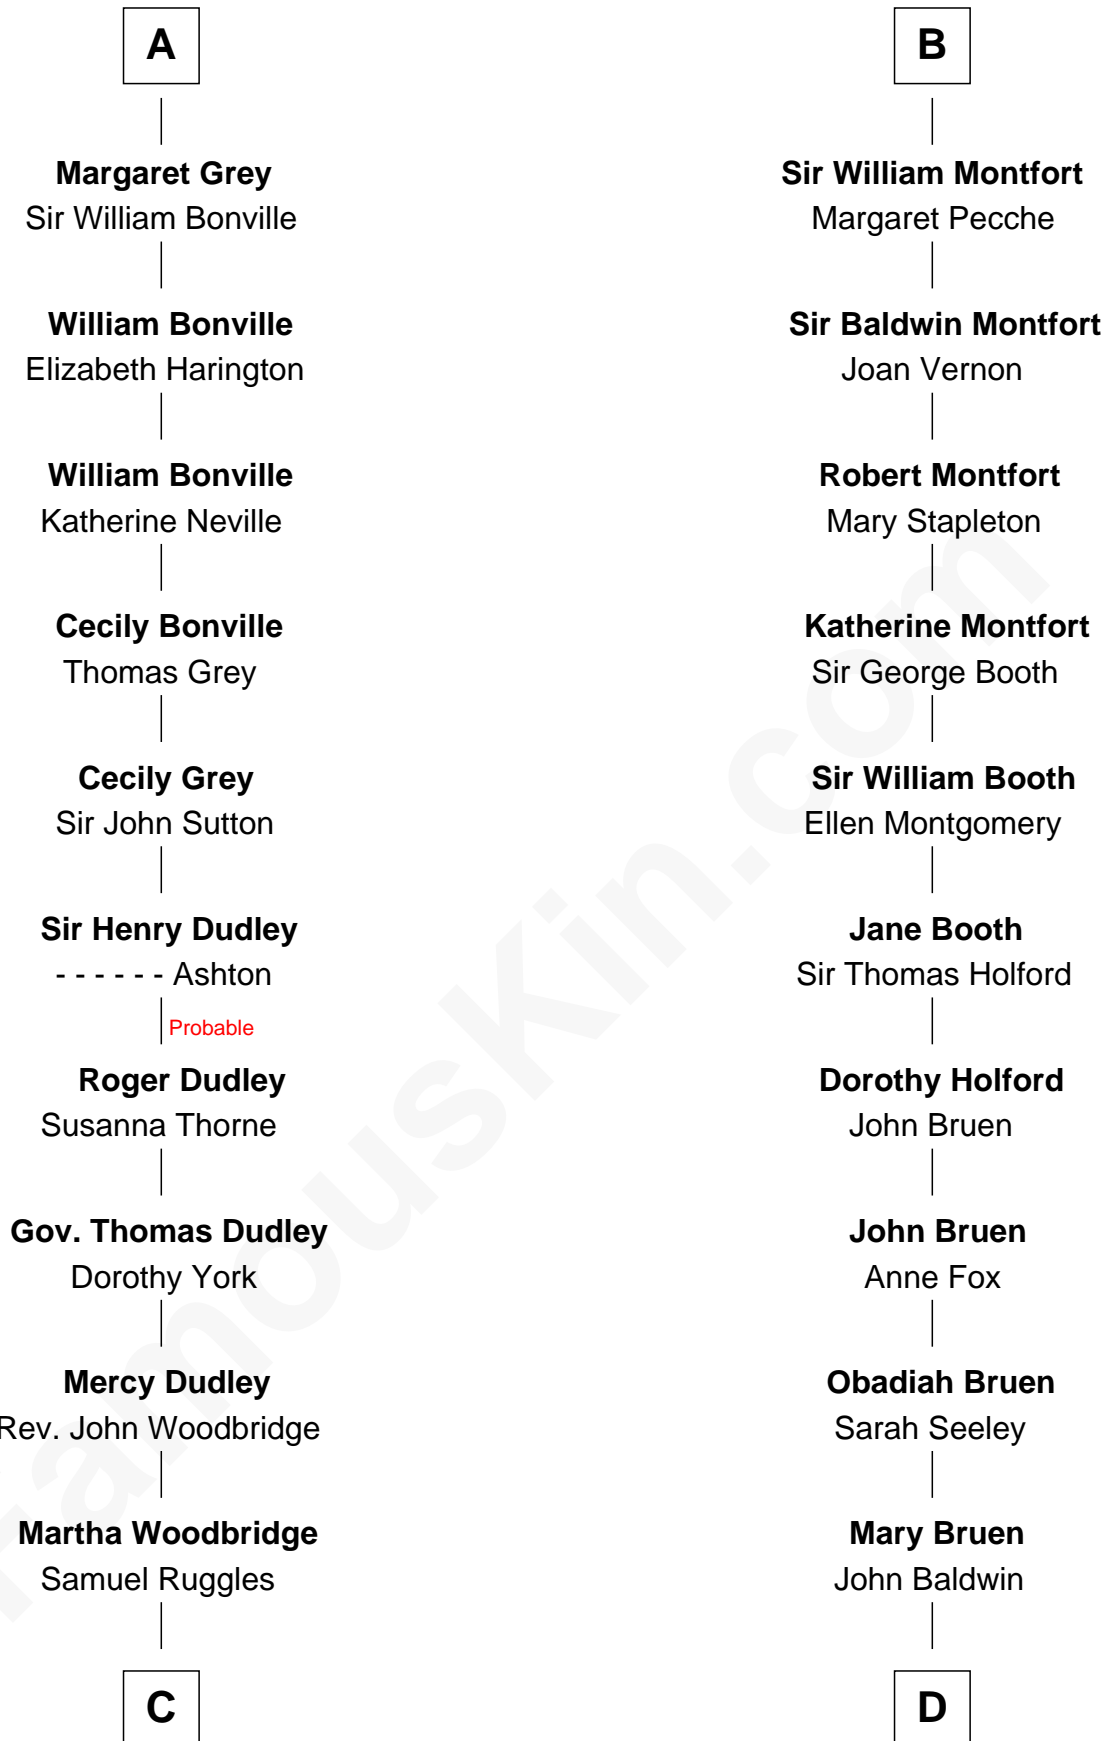 A
Margaret Grey
Sir William Bonville
William Bonville
Elizabeth Harington
William Bonville
Katherine Neville
Cecily Bonville
Thomas Grey
Cecily Grey
Sir John Sutton
Sir Henry Dudley
- - - - - - Ashton
Probable
Roger Dudley
Susanna Thorne
Gov. Thomas Dudley
Dorothy York
Mercy Dudley
Rev. John Woodbridge
Martha Woodbridge
Samuel Ruggles
C
B
Sir William Montfort
Margaret Pecche
Sir Baldwin Montfort
Joan Vernon
Robert Montfort
Mary Stapleton
Katherine Montfort
Sir George Booth
Sir William Booth
Ellen Montgomery
Jane Booth
Sir Thomas Holford
Dorothy Holford
John Bruen
John Bruen
Anne Fox
Obadiah Bruen
Sarah Seeley
Mary Bruen
John Baldwin
D
FamousKin.com